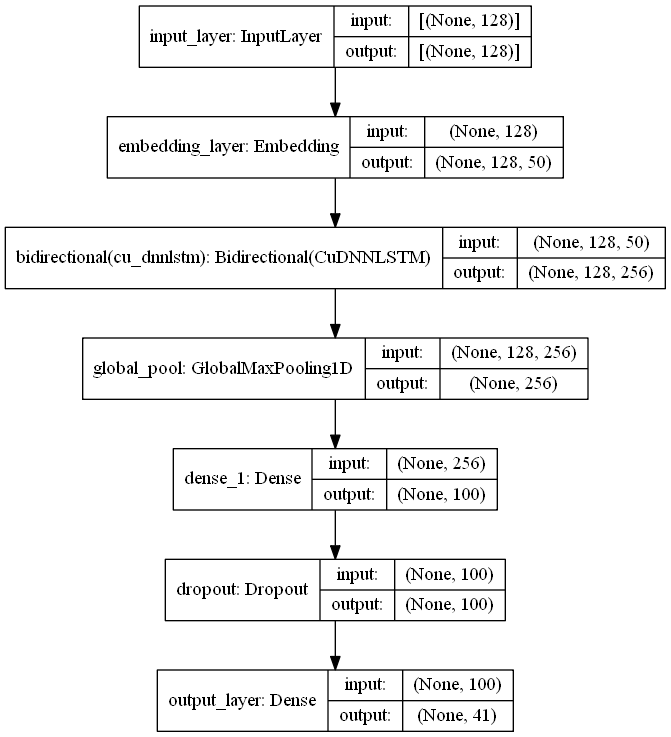 input_layer: InputLayer
input: [(None, 128)]
output: [(None, 128)]
embedding_layer: Embedding
input: (None, 128)
output: (None, 128, 50)
bidirectional(cu_dnnlstm): Bidirectional(CuDNNLSTM)
input: (None, 128, 50)
output: (None, 128, 256)
global_pool: GlobalMaxPooling1D
input: (None, 128, 256)
output: (None, 256)
dense_1: Dense
input: (None, 256)
output: (None, 100)
dropout: Dropout
input: (None, 100)
output: (None, 100)
output_layer: Dense
input: (None, 100)
output: (None, 41)